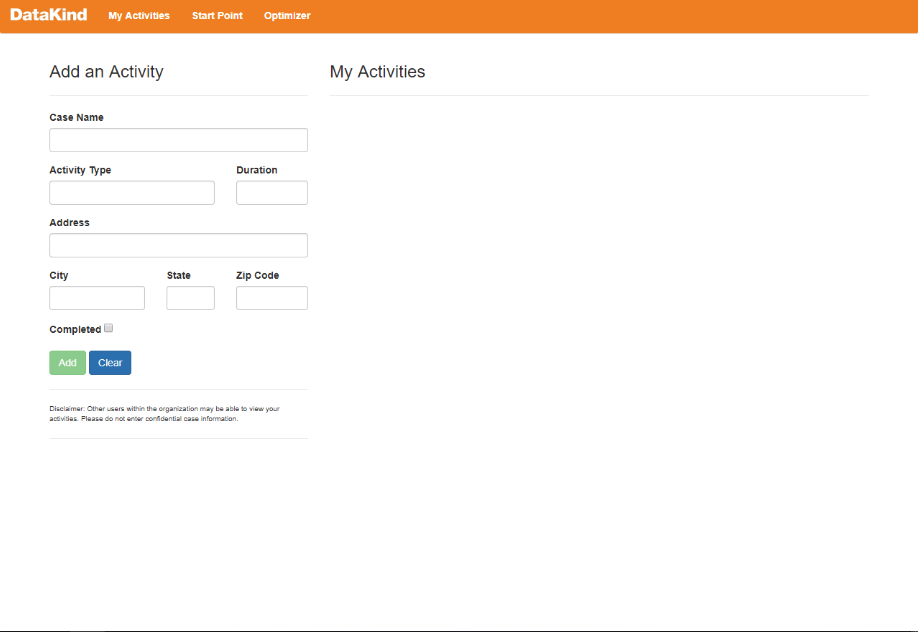 DataKind My Activities Start Point Optimizer
Add an Activity
My Activities
Case Name
Activity Type Duration
Address
City State Zip Code
Completed
Add Clear
Disclaimer: Other users within the organization may be able to view your
activities. Please do not enter confidential case information.